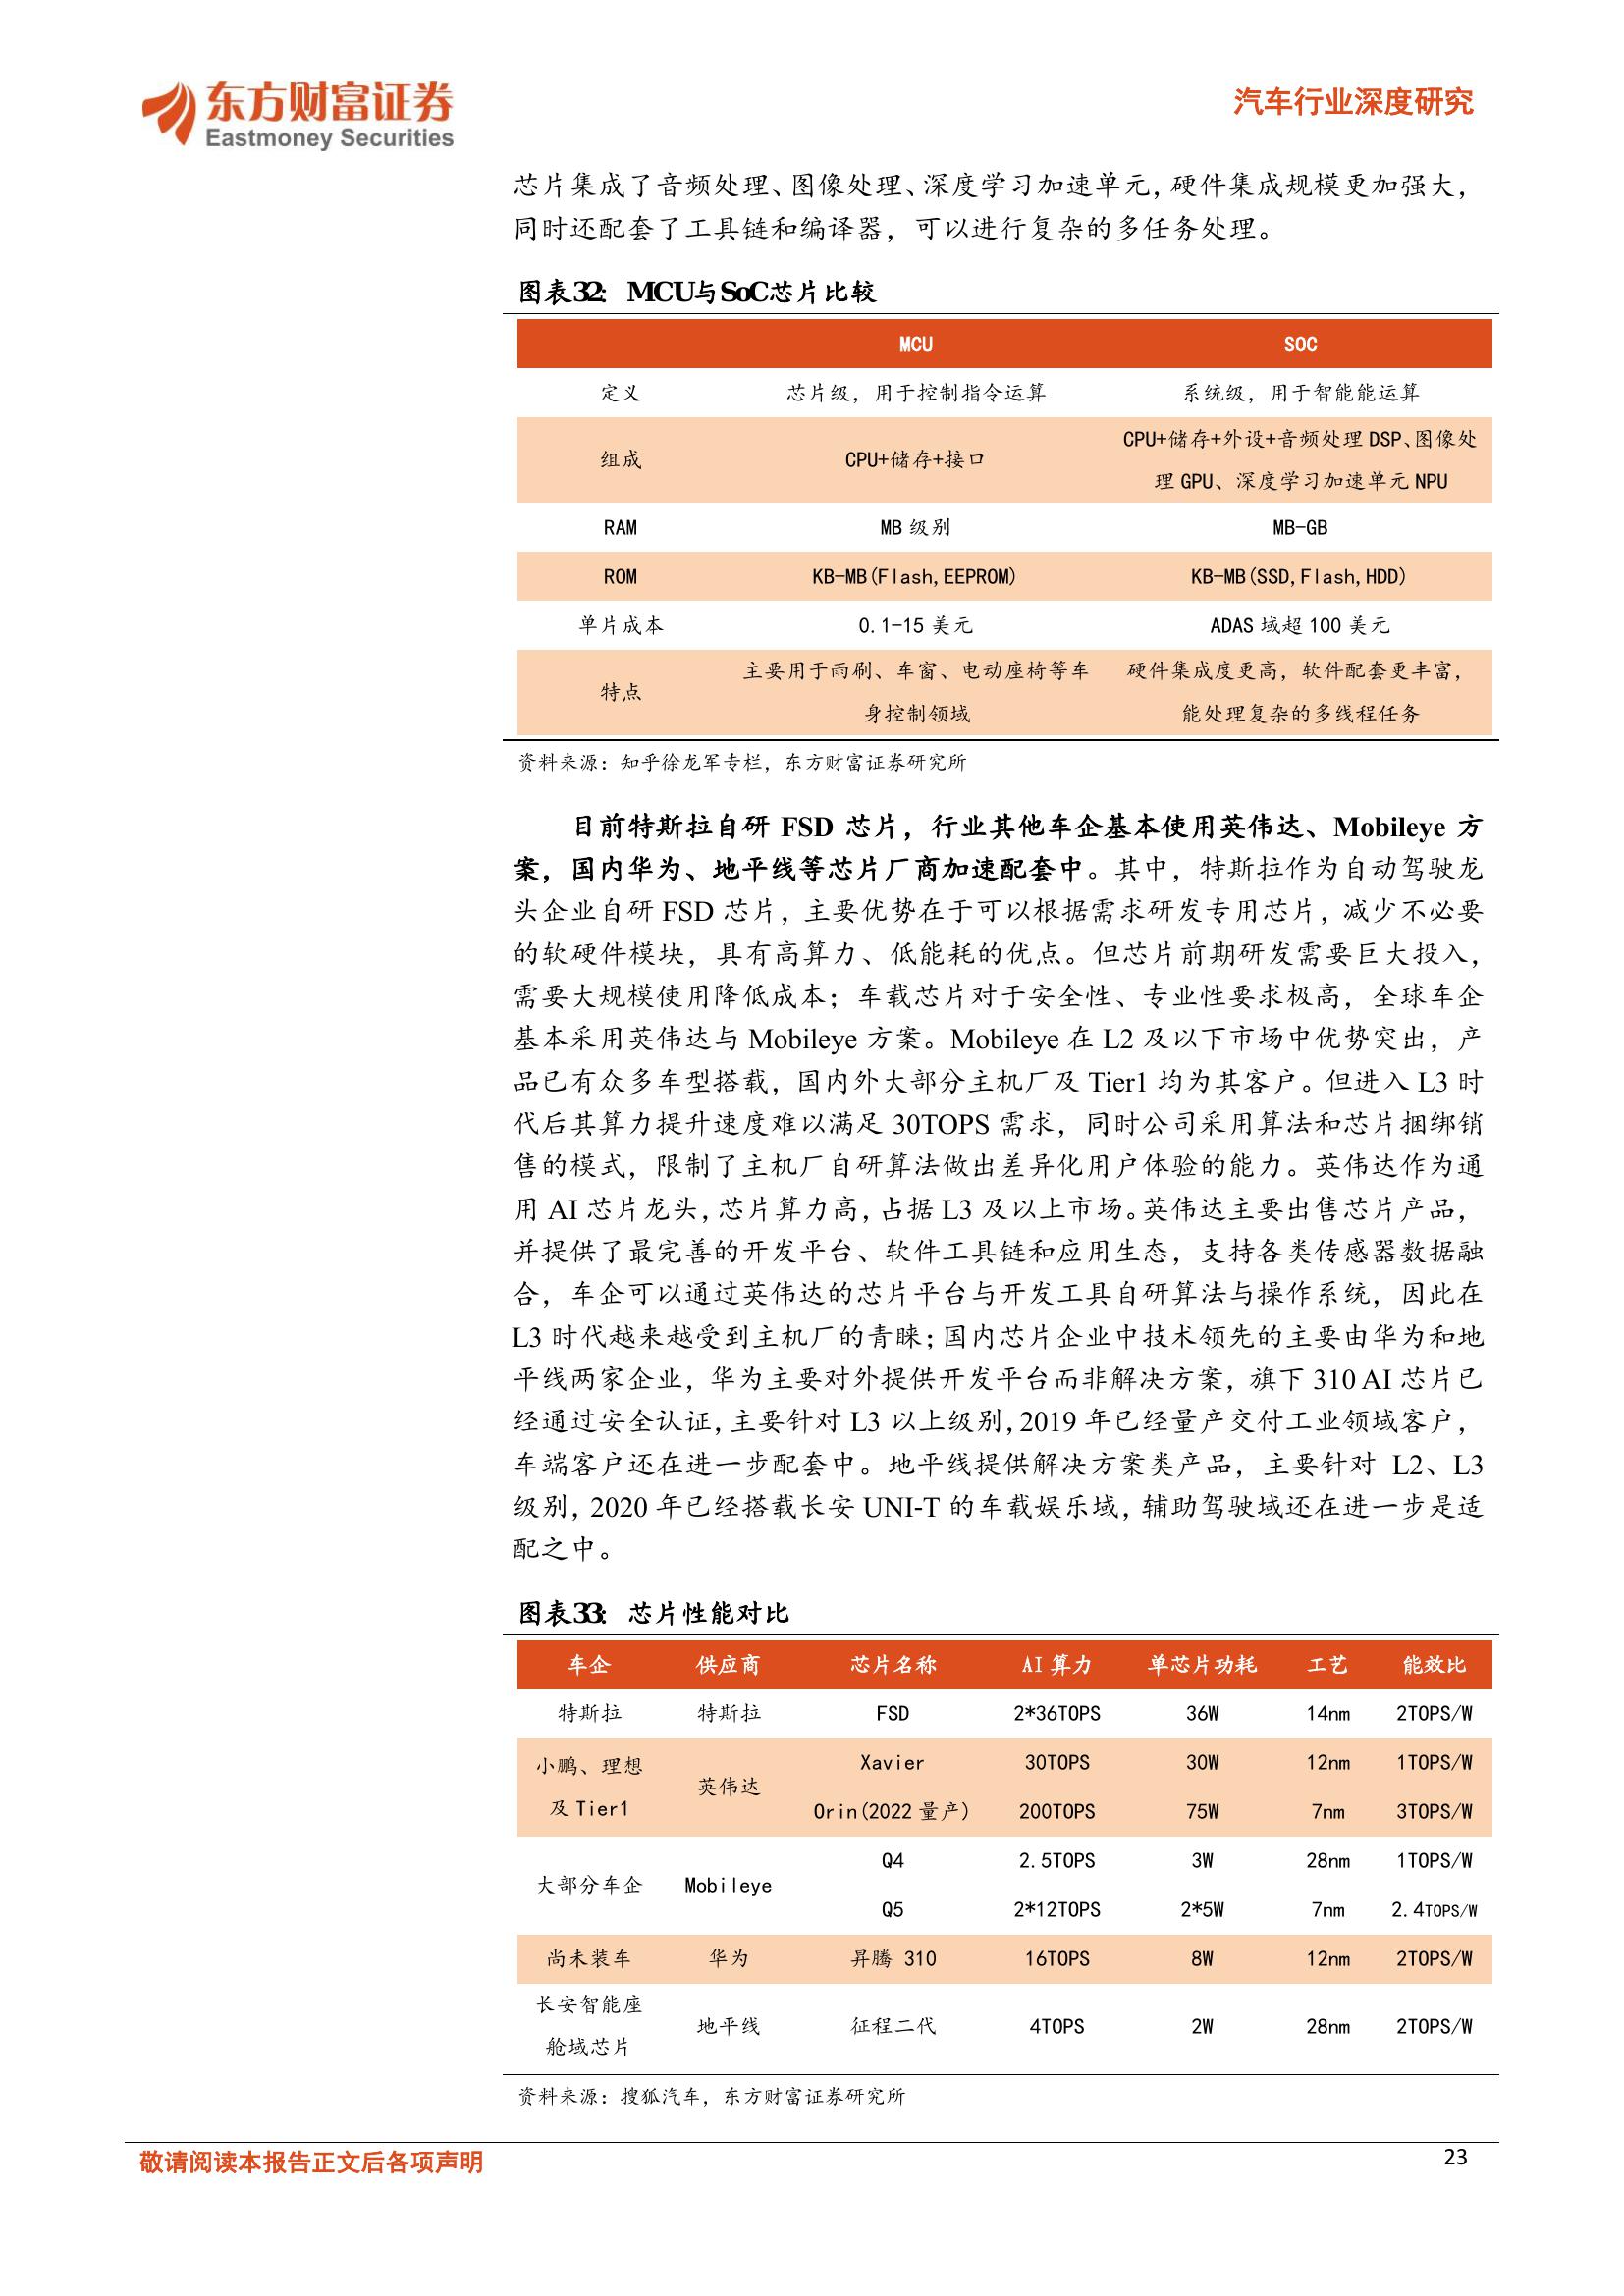 东方财富证券
Eastmoney Securities
汽车行业深度研究
芯片集成了音频处理、图像处理、深度学习加速单元，硬件集成规模更加强大，
同时还配套了工具链和编译器，可以进行复杂的多任务处理。
图表32：MCU与SoC芯片比较
MCU SOC
定义 芯片级，用于控制指令运算 系统级，用于智能能运算
CPU+储存+外设+音频处理 DSP、图像处
组成 CPU+储存+接口
理 GPU、深度学习加速单元 NPU
RAM MB 级别 MB-GB
ROM KB-MB(Flash,EEPROM) KB-MB(SSD,Flash,HDD)
单片成本 0.1-15 美元 ADAS 域超 100 美元
主要用于雨刷、车窗、电动座椅等车 硬件集成度更高，软件配套更丰富，
特点
身控制领域 能处理复杂的多线程任务
资料来源：知乎徐龙军专栏，东方财富证券研究所
目前特斯拉自研 FSD 芯片，行业其他车企基本使用英伟达、Mobileye 方
案，国内华为、地平线等芯片厂商加速配套中。其中，特斯拉作为自动驾驶龙
头企业自研 FSD 芯片，主要优势在于可以根据需求研发专用芯片，减少不必要
的软硬件模块，具有高算力、低能耗的优点。但芯片前期研发需要巨大投入，
需要大规模使用降低成本；车载芯片对于安全性、专业性要求极高，全球车企
基本采用英伟达与 Mobileye 方案。Mobileye 在 L2 及以下市场中优势突出，产
品已有众多车型搭载，国内外大部分主机厂及 Tier1 均为其客户。但进入 L3 时
代后其算力提升速度难以满足 30TOPS 需求，同时公司采用算法和芯片捆绑销
售的模式，限制了主机厂自研算法做出差异化用户体验的能力。英伟达作为通
用 AI 芯片龙头，芯片算力高，占据 L3 及以上市场。英伟达主要出售芯片产品，
并提供了最完善的开发平台、软件工具链和应用生态，支持各类传感器数据融
合，车企可以通过英伟达的芯片平台与开发工具自研算法与操作系统，因此在
L3 时代越来越受到主机厂的青睐；国内芯片企业中技术领先的主要由华为和地
平线两家企业，华为主要对外提供开发平台而非解决方案，旗下 310 AI 芯片已
经通过安全认证，主要针对 L3 以上级别，2019 年已经量产交付工业领域客户，
车端客户还在进一步配套中。地平线提供解决方案类产品，主要针对 L2、L3
级别，2020 年已经搭载长安 UNI-T 的车载娱乐域，辅助驾驶域还在进一步是适
配之中。
图表33：芯片性能对比
车企 供应商 芯片名称 AI 算力 单芯片功耗 工艺 能效比
特斯拉 特斯拉 FSD 2*36TOPS 36W 14nm 2TOPS/W
小鹏、理想 Xavier 30TOPS 30W 12nm 1TOPS/W
英伟达
及 Tier1 Orin(2022 量产) 200TOPS 75W 7nm 3TOPS/W
Q4 2.5TOPS 3W 28nm 1TOPS/W
大部分车企 Mobileye
Q5 2*12TOPS 2*5W 7nm 2.4TOPS/W
尚未装车 华为 昇腾 310 16TOPS 8W 12nm 2TOPS/W
长安智能座
地平线 征程二代 4TOPS 2W 28nm 2TOPS/W
舱域芯片
资料来源：搜狐汽车，东方财富证券研究所
敬请阅读本报告正文后各项声明
23